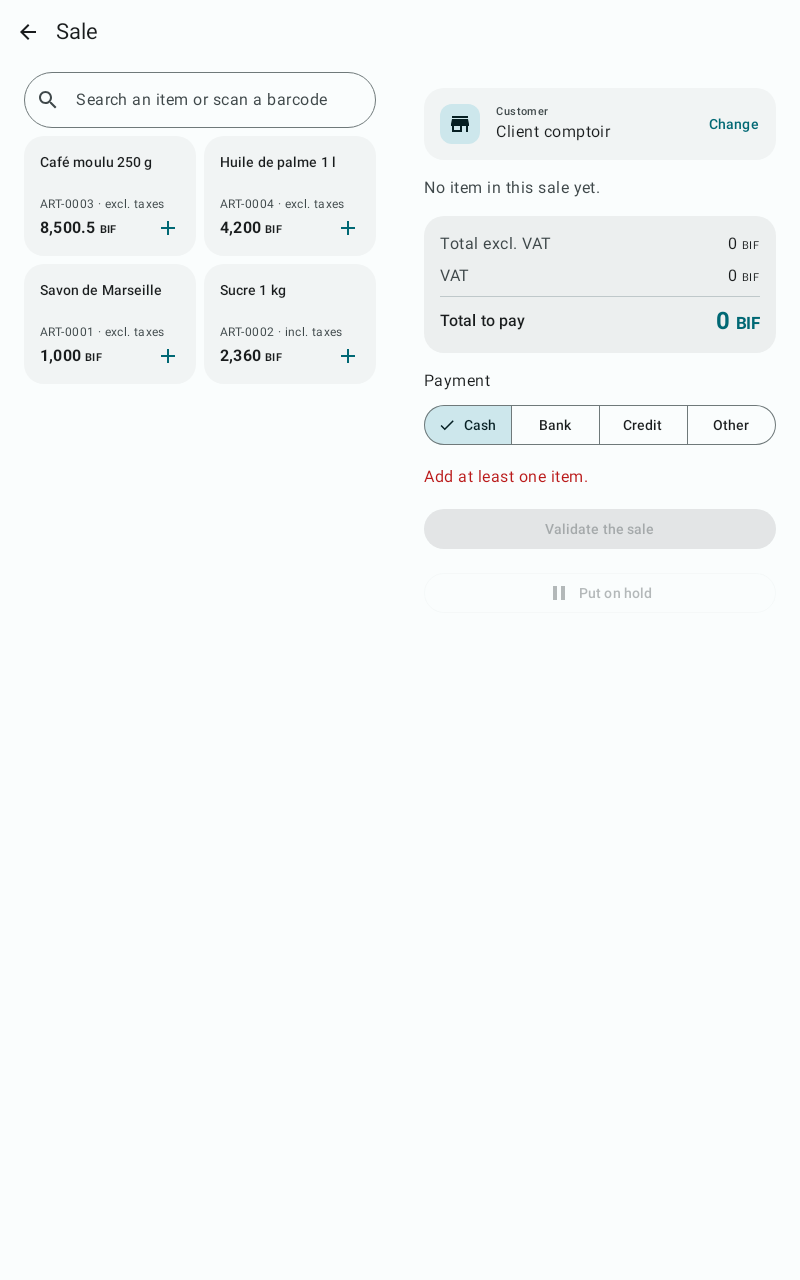 Sale
Search an item or scan a barcode
Café moulu 250 g
ART-0003 · excl. taxes
8,500.5 BIF
Huile de palme 1 l
ART-0004 · excl. taxes
4,200 BIF
Savon de Marseille
ART-0001 · excl. taxes
1,000 BIF
Sucre 1 kg
ART-0002 · incl. taxes
2,360 BIF
Customer
Client comptoir
Change
No item in this sale yet.
Total excl. VAT 0 BIF
VAT 0 BIF
Total to pay 0 BIF
Payment
Cash Bank Credit Other
Add at least one item.
Validate the sale
Put on hold